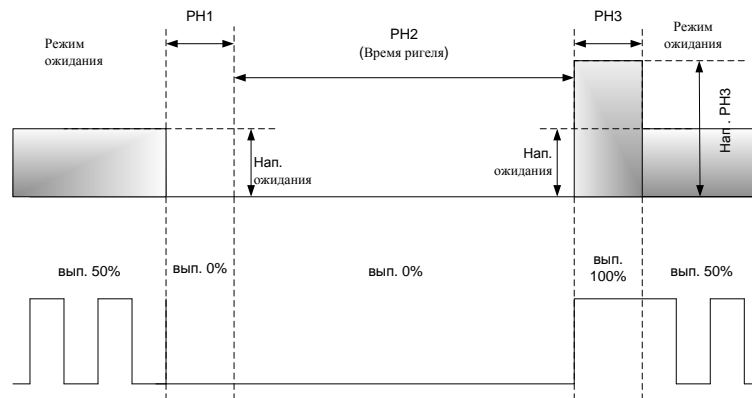 PH1
PH3
Режим
ожидания
PH2
(Время ригеля)
Режим
ожидания
Нап.
ожидания
Нап.
ожидания
Нап . PH3
вып. 50%
вып. 0%
вып. 0%
вып.
100%
вып. 50%